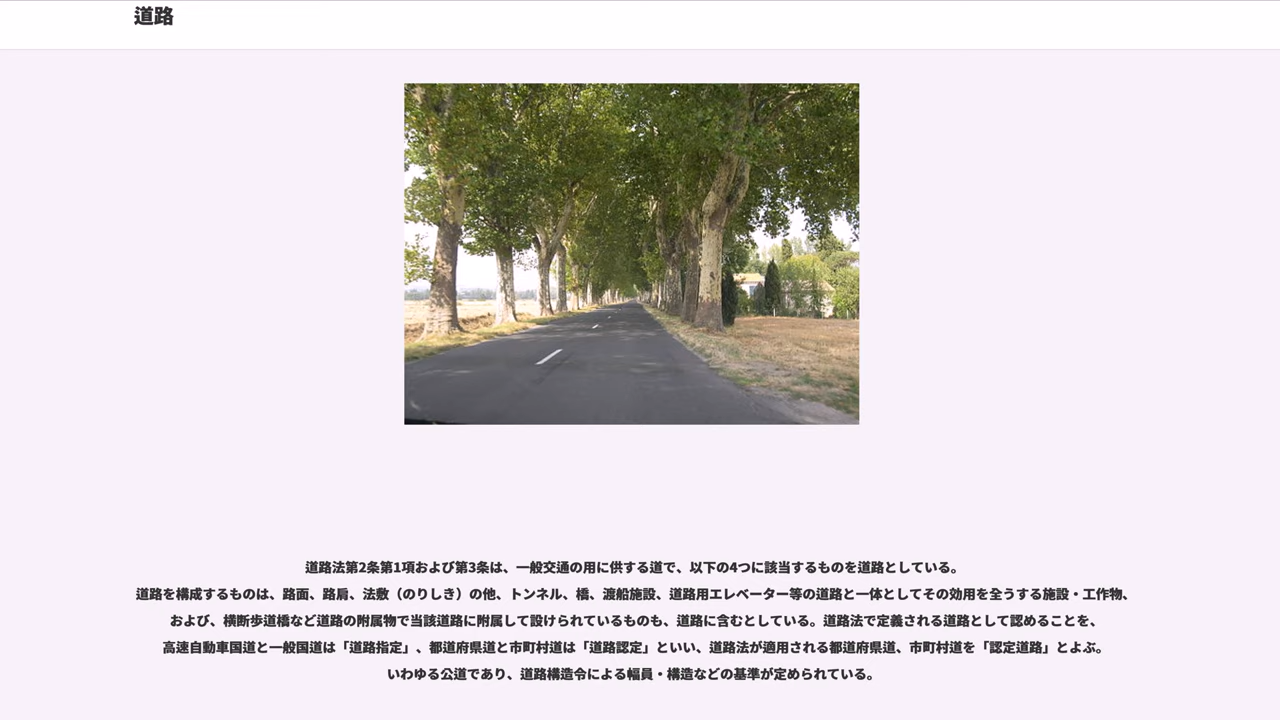 道路
道路法第2条第1項および第3条は、一般交通の用に供する道で、以下の4つに該当するものを道路としている。
道路を構成するものは、路面、路肩、法敷（のりしき）の他、トンネル、橋、渡船施設、道路用エレベーター等の道路と一体としてその効用を全うする施設・工作物、
および、横断歩道橋など道路の附属物で当該道路に附属して設けられているものも、道路に含むとしている。道路法で定義される道路として認めることを、
高速自動車国道と一般国道は「道路指定」、都道府県道と市町村道は「道路認定」といい、道路法が適用される都道府県道、市町村道を「認定道路」とよぶ。
いわゆる公道であり、道路構造令による幅員・構造などの基準が定められている。